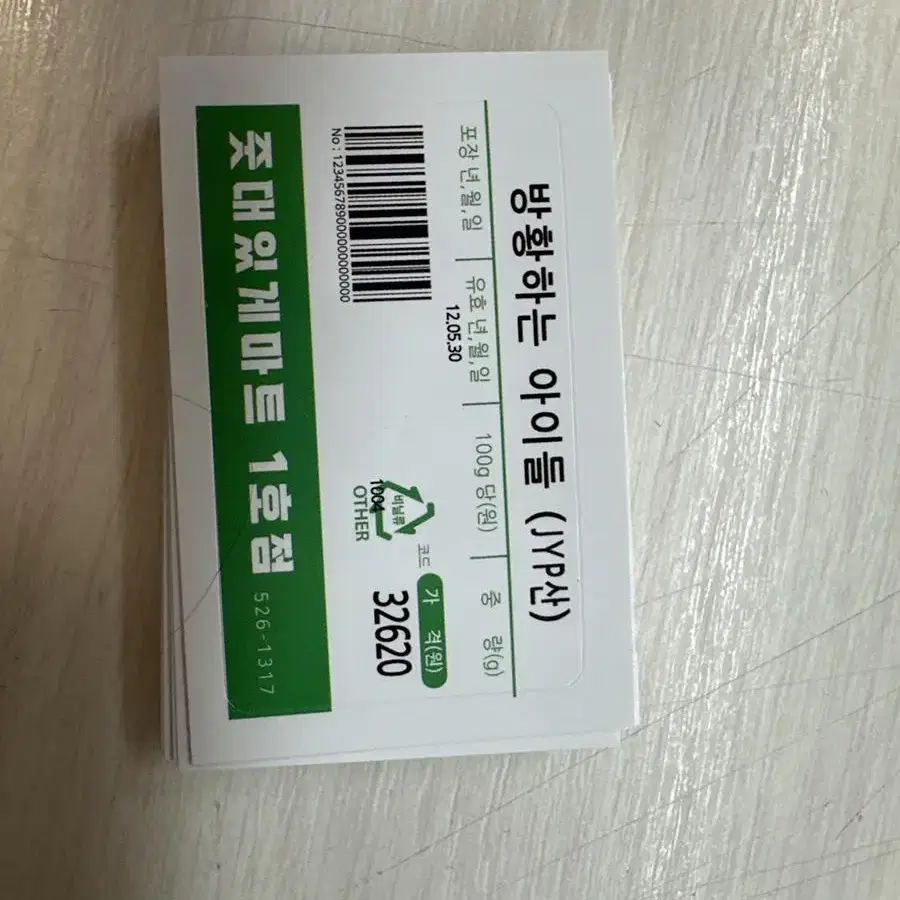 방황하는 아이들 (JYP산)
포장 년,월,일 유효 년,월,일 100g 당(원) 중 량(g)
12.05.30
코드 가 격(원)
비닐류
OTHER
1004
32620
No : 12345678900000000000000
줏대있게마트 1호점 526-1317